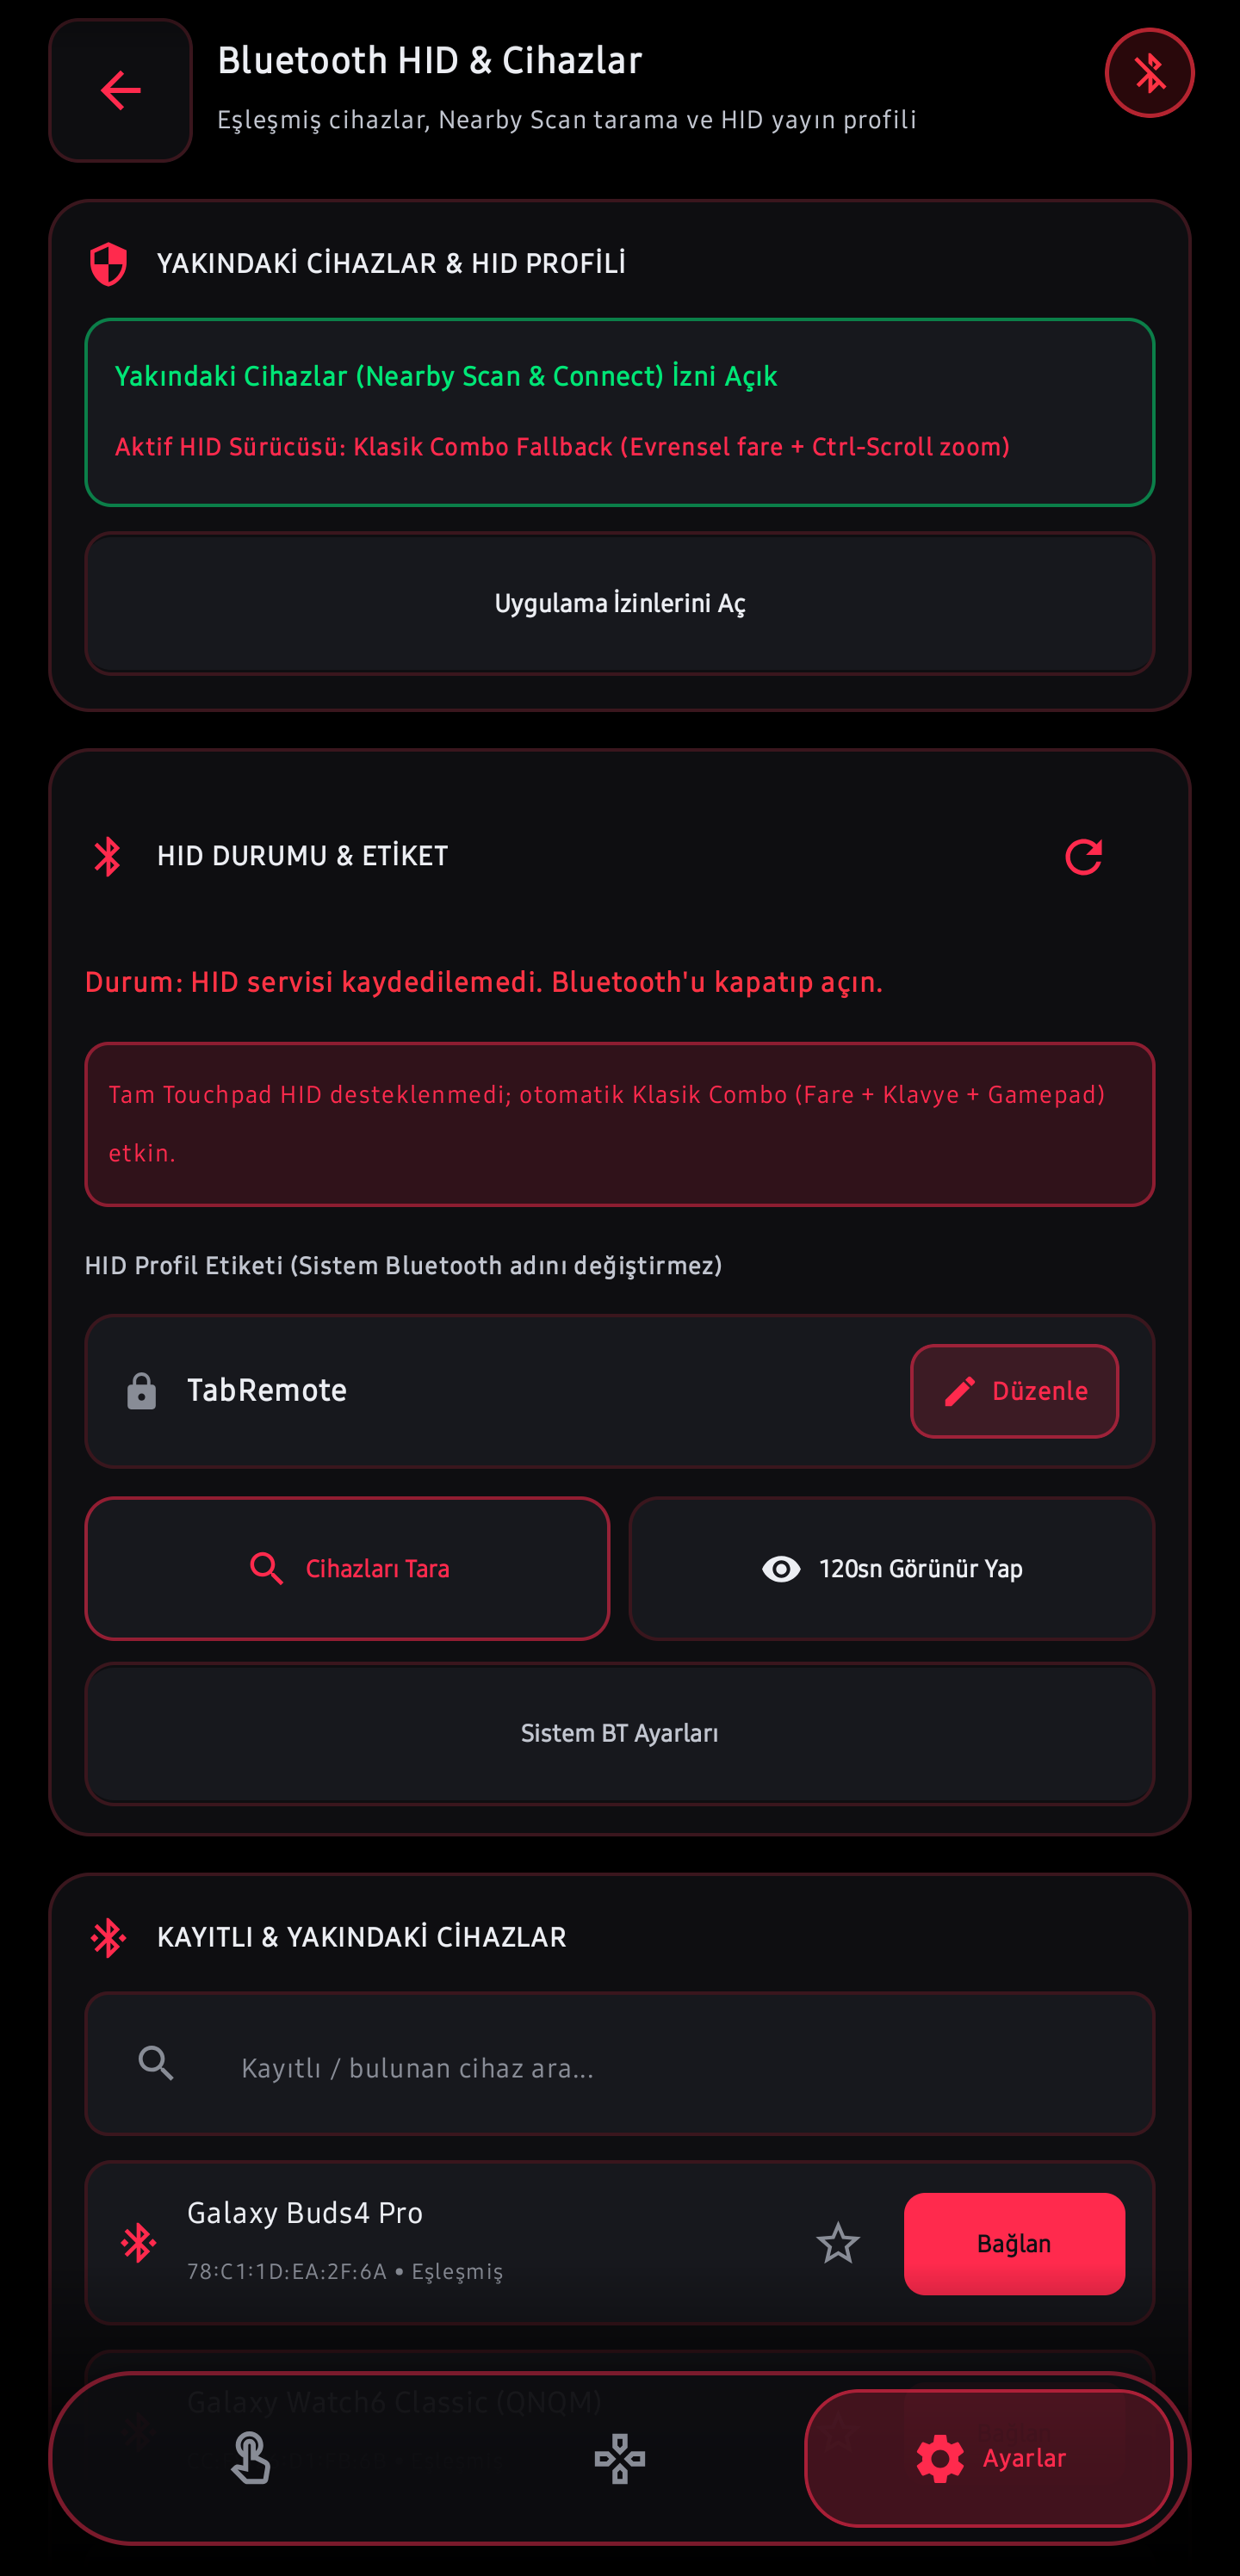 Bluetooth HID & Cihazlar
Eşleşmiş cihazlar, Nearby Scan tarama ve HID yayın profili
YAKINDAKİ CİHAZLAR & HID PROFİLİ
Yakındaki Cihazlar (Nearby Scan & Connect) İzni Açık
Aktif HID Sürücüsü: Klasik Combo Fallback (Evrensel fare + Ctrl-Scroll zoom)
Uygulama İzinlerini Aç
HID DURUMU & ETİKET
Durum: HID servisi kaydedilemedi. Bluetooth'u kapatıp açın.
Tam Touchpad HID desteklenmedi; otomatik Klasik Combo (Fare + Klavye + Gamepad)
etkin.
HID Profil Etiketi (Sistem Bluetooth adını değiştirmez)
TabRemote
Düzenle
Cihazları Tara
120sn Görünür Yap
Sistem BT Ayarları
KAYITLI & YAKINDAKİ CİHAZLAR
Kayıtlı / bulunan cihaz ara...
Galaxy Buds4 Pro
78:C1:1D:EA:2F:6A • Eşleşmiş
Bağlan
Galaxy Watch6 Classic (QNQM)
Ayarlar